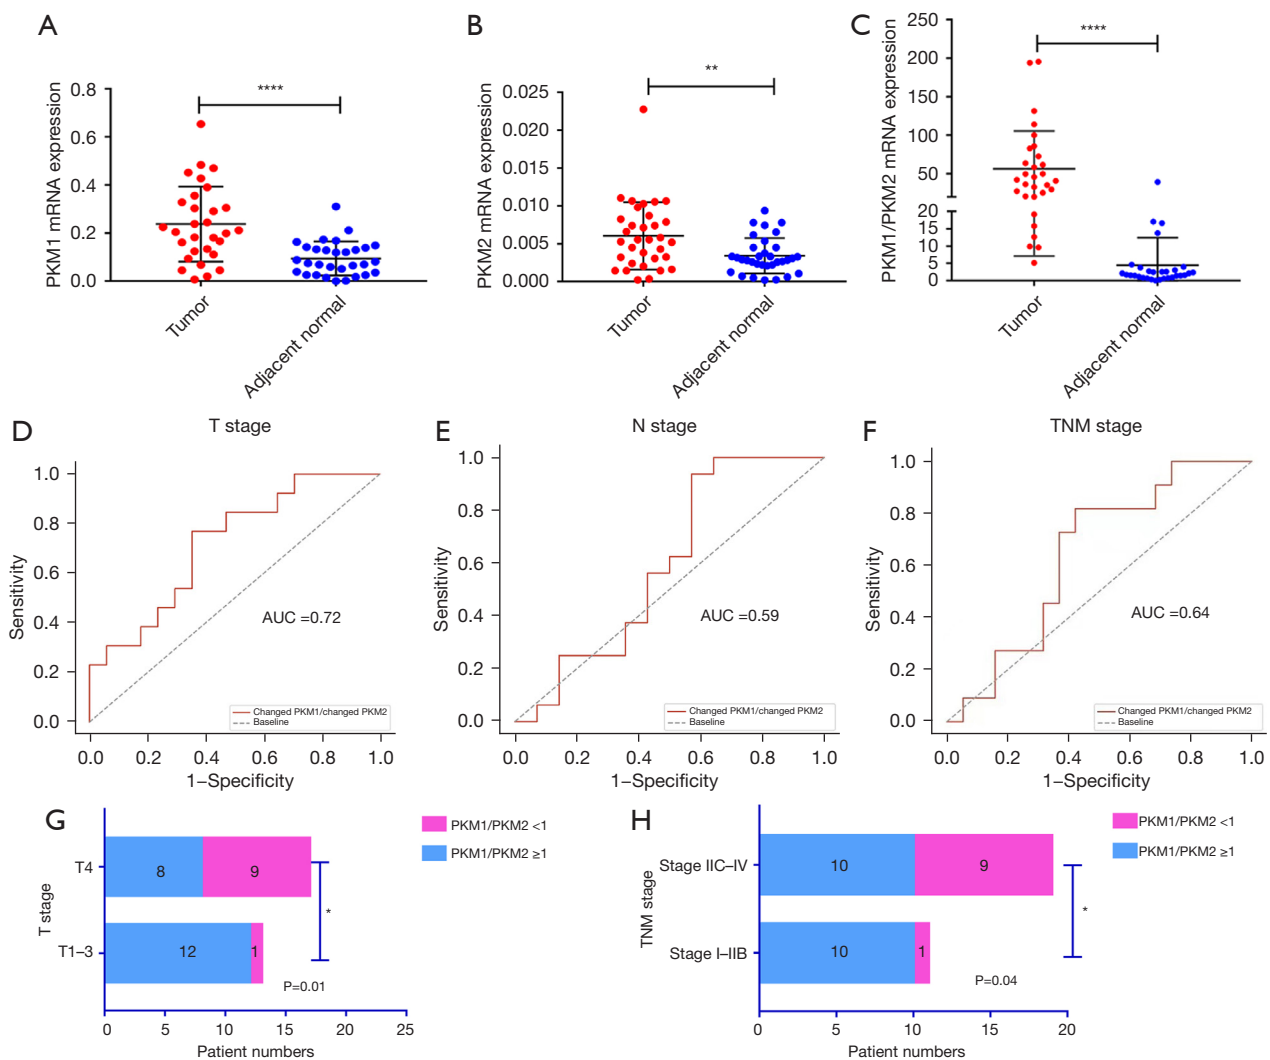 A
PKM1 mRNA expression
0.8
0.6
0.4
0.2
0.0
****
Tumor
Adjacent normal
B
PKM2 mRNA expression
0.025
0.020
0.015
0.010
0.005
0.000
**
Tumor
Adjacent normal
C
PKM1/PKM2 mRNA expression
250
200
150
100
50
20
15
10
5
0
****
Tumor
Adjacent normal
D
T stage
Sensitivity
1.0
0.8
0.6
0.4
0.2
0.0
AUC =0.72
Changed PKM1/changed PKM2
Baseline
0.0 0.2 0.4 0.6 0.8 1.0
1–Specificity
E
N stage
Sensitivity
1.0
0.8
0.6
0.4
0.2
0.0
AUC =0.59
Changed PKM1/changed PKM2
Baseline
0.0 0.2 0.4 0.6 0.8 1.0
1–Specificity
F
TNM stage
Sensitivity
1.0
0.8
0.6
0.4
0.2
0.0
AUC =0.64
Changed PKM1/changed PKM2
Baseline
0.0 0.2 0.4 0.6 0.8 1.0
1–Specificity
G
PKM1/PKM2 <1
PKM1/PKM2 ≥1
T stage
T4
8 9
T1–3
12 1
*
P=0.01
0 5 10 15 20 25
Patient numbers
H
PKM1/PKM2 <1
PKM1/PKM2 ≥1
TNM stage
Stage IIC–IV
10 9
Stage I–IIB
10 1
*
P=0.04
0 5 10 15 20
Patient numbers